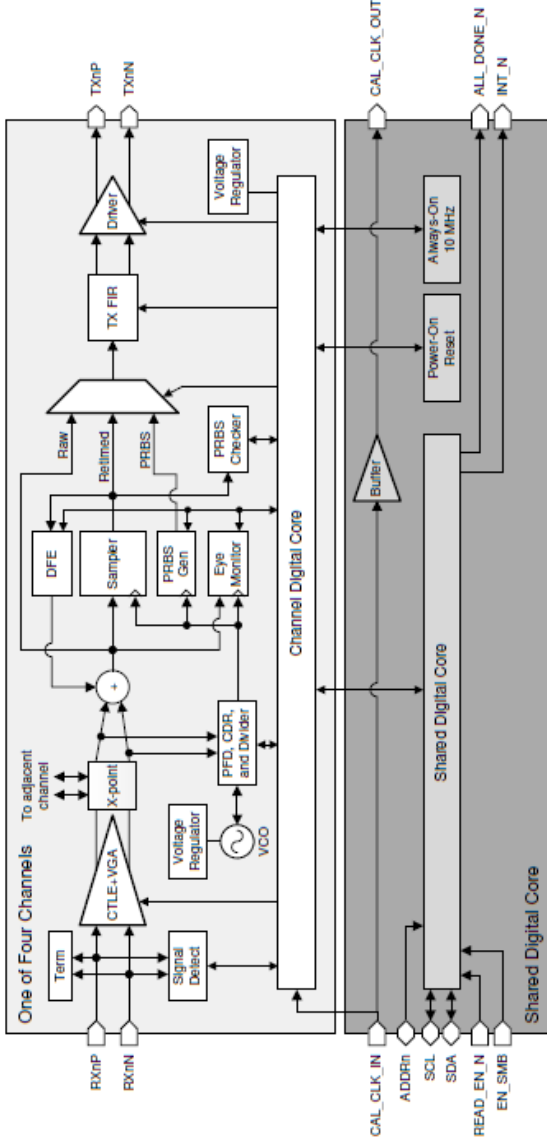 One of Four Channels
To adjacent
channel
Raw
Retimed
PRBS
TXnP
TXnN
RXnP
RXnN
Term
CTLE+VGA
X-point
+
DFE
Sampler
TX FIR
Driver
Signal
Detect
Voltage
Regulator
VCO
PFD, CDR,
and Divider
PRBS
Gen
Eye
Monitor
PRBS
Checker
Voltage
Regulator
Channel Digital Core
CAL_CLK_IN
Buffer
CAL_CLK_OUT
ADDRn
SCL
SDA
READ_EN_N
EN_SMB
Shared Digital Core
Power-On
Reset
Always-On
10 MHz
ALL_DONE_N
INT_N
Shared Digital Core